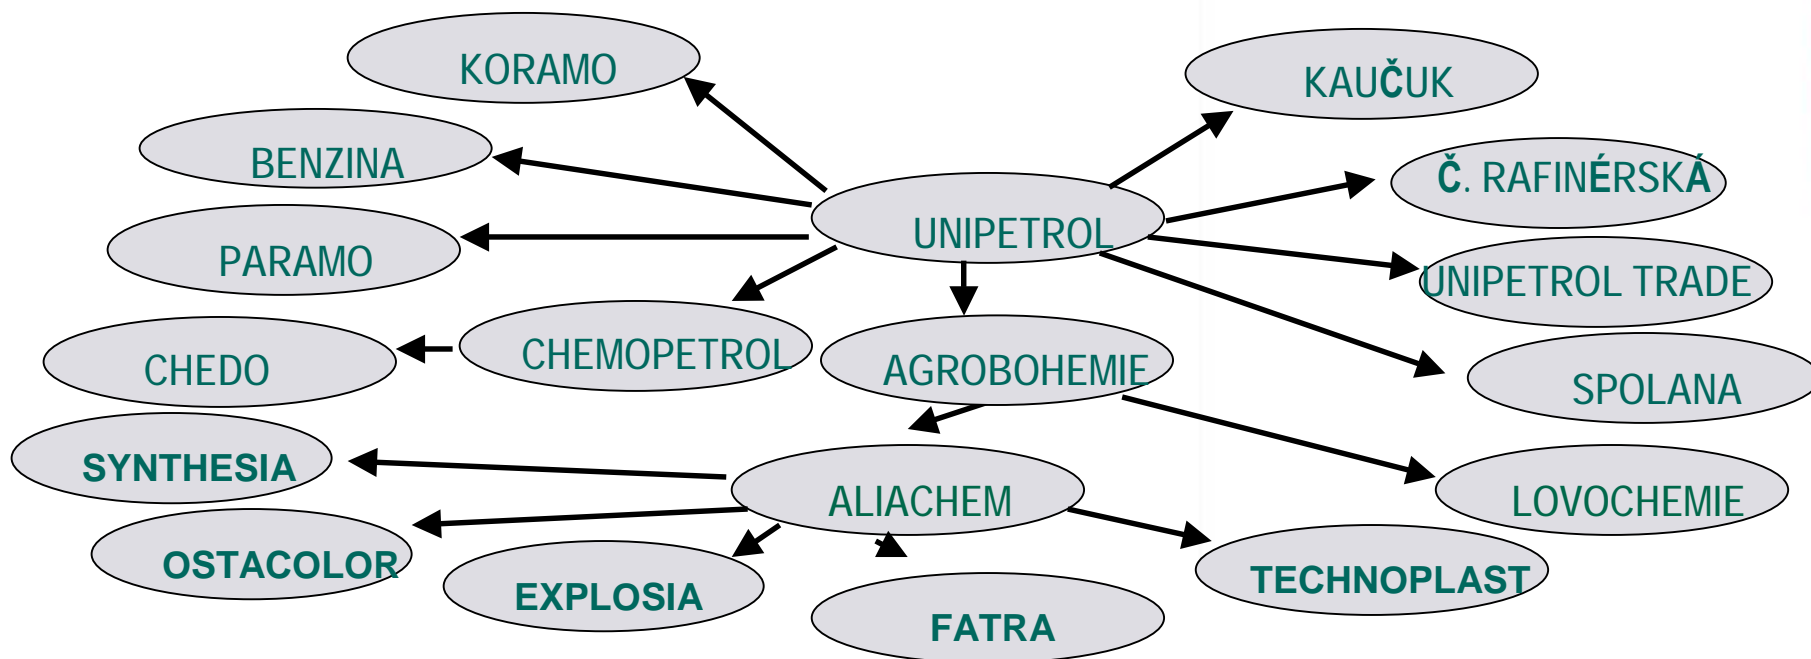 KORAMO
KAUČUK
BENZINA
Č. RAFINÉRSKÁ
UNIPETROL
PARAMO
UNIPETROL TRADE
CHEMOPETROL
CHEDO
AGROBOHEMIE
SPOLANA
SYNTHESIA
ALIACHEM
LOVOCHEMIE
OSTACOLOR
EXPLOSIA
TECHNOPLAST
FATRA